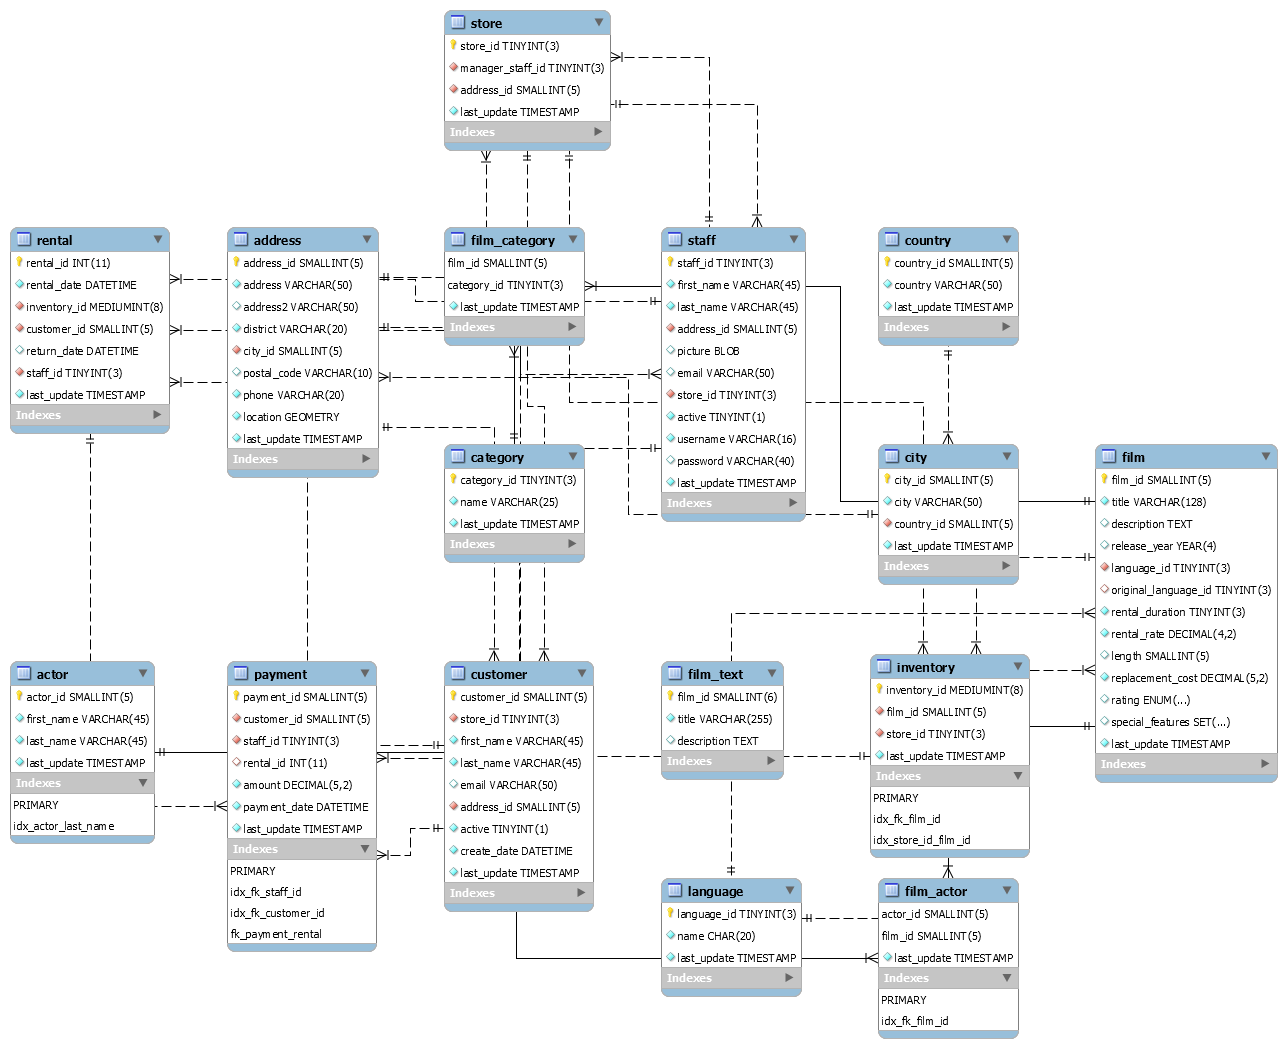 store
store_id TINYINT(3)
manager_staff_id TINYINT(3)
address_id SMALLINT(5)
last_update TIMESTAMP
Indexes
rental
rental_id INT(11)
rental_date DATETIME
inventory_id MEDIUMINT(8)
customer_id SMALLINT(5)
return_date DATETIME
staff_id TINYINT(3)
last_update TIMESTAMP
Indexes
address
address_id SMALLINT(5)
address VARCHAR(50)
address2 VARCHAR(50)
district VARCHAR(20)
city_id SMALLINT(5)
postal_code VARCHAR(10)
phone VARCHAR(20)
location GEOMETRY
last_update TIMESTAMP
Indexes
film_category
film_id SMALLINT(5)
category_id TINYINT(3)
last_update TIMESTAMP
Indexes
staff
staff_id TINYINT(3)
first_name VARCHAR(45)
last_name VARCHAR(45)
address_id SMALLINT(5)
picture BLOB
email VARCHAR(50)
store_id TINYINT(3)
active TINYINT(1)
username VARCHAR(16)
password VARCHAR(40)
last_update TIMESTAMP
Indexes
country
country_id SMALLINT(5)
country VARCHAR(50)
last_update TIMESTAMP
Indexes
category
category_id TINYINT(3)
name VARCHAR(25)
last_update TIMESTAMP
Indexes
city
city_id SMALLINT(5)
city VARCHAR(50)
country_id SMALLINT(5)
last_update TIMESTAMP
Indexes
film
film_id SMALLINT(5)
title VARCHAR(128)
description TEXT
release_year YEAR(4)
language_id TINYINT(3)
original_language_id TINYINT(3)
rental_duration TINYINT(3)
rental_rate DECIMAL(4,2)
length SMALLINT(5)
replacement_cost DECIMAL(5,2)
rating ENUM(...)
special_features SET(...)
last_update TIMESTAMP
Indexes
actor
actor_id SMALLINT(5)
first_name VARCHAR(45)
last_name VARCHAR(45)
last_update TIMESTAMP
Indexes
PRIMARY
idx_actor_last_name
payment
payment_id SMALLINT(5)
customer_id SMALLINT(5)
staff_id TINYINT(3)
rental_id INT(11)
amount DECIMAL(5,2)
payment_date DATETIME
last_update TIMESTAMP
Indexes
PRIMARY
idx_fk_staff_id
idx_fk_customer_id
fk_payment_rental
customer
customer_id SMALLINT(5)
store_id TINYINT(3)
first_name VARCHAR(45)
last_name VARCHAR(45)
email VARCHAR(50)
address_id SMALLINT(5)
active TINYINT(1)
create_date DATETIME
last_update TIMESTAMP
Indexes
film_text
film_id SMALLINT(6)
title VARCHAR(255)
description TEXT
Indexes
inventory
inventory_id MEDIUMINT(8)
film_id SMALLINT(5)
store_id TINYINT(3)
last_update TIMESTAMP
Indexes
PRIMARY
idx_fk_film_id
idx_store_id_film_id
language
language_id TINYINT(3)
name CHAR(20)
last_update TIMESTAMP
Indexes
film_actor
actor_id SMALLINT(5)
film_id SMALLINT(5)
last_update TIMESTAMP
Indexes
PRIMARY
idx_fk_film_id